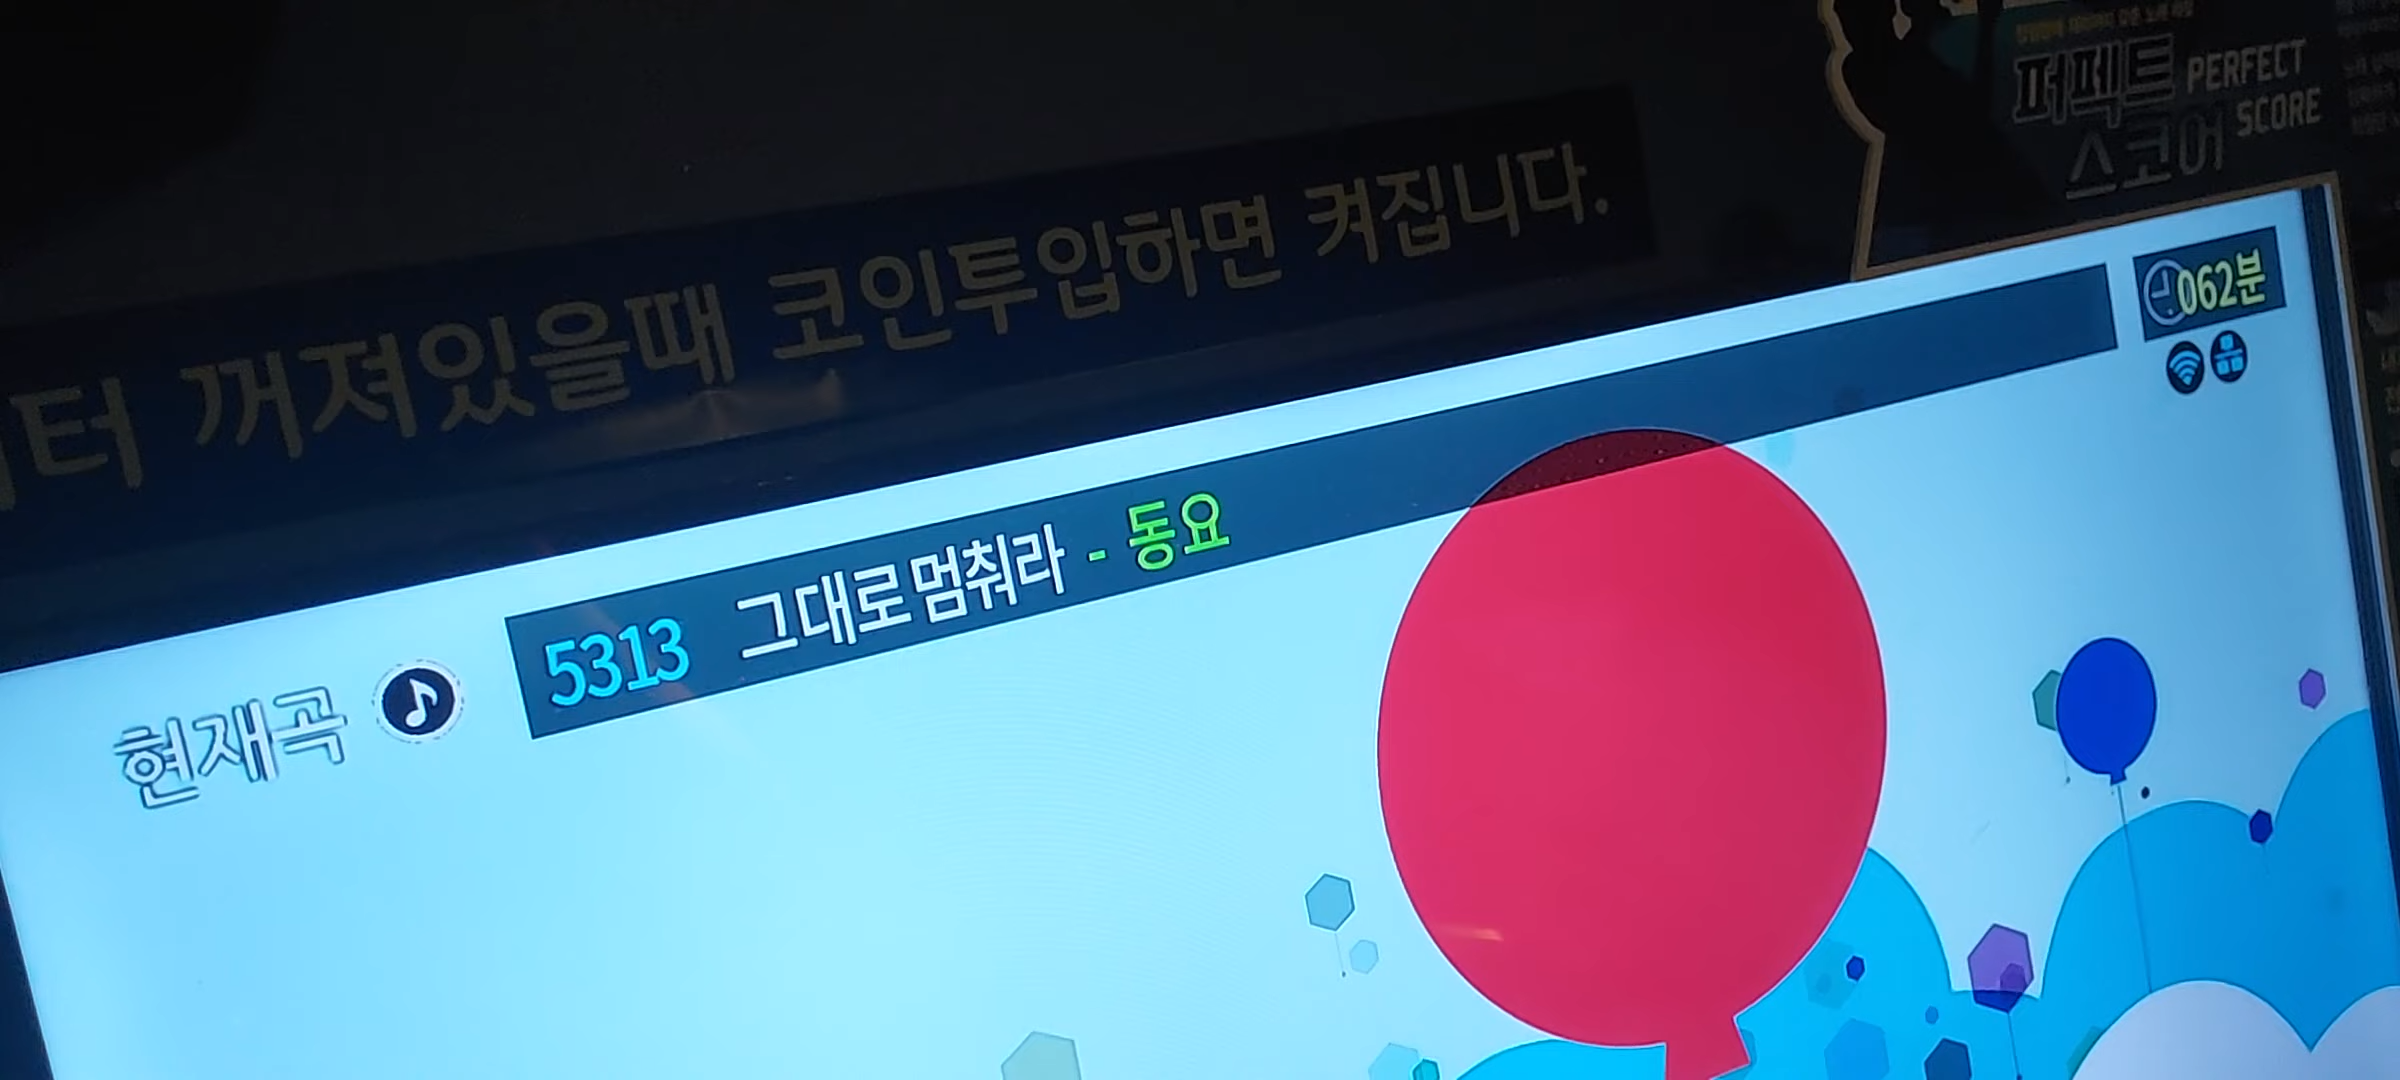 퍼펙트 PERFECT
스코어 SCORE
터 꺼져있을때 코인투입하면 켜집니다.
062분
현재곡 5313 그대로멈춰라 - 동요